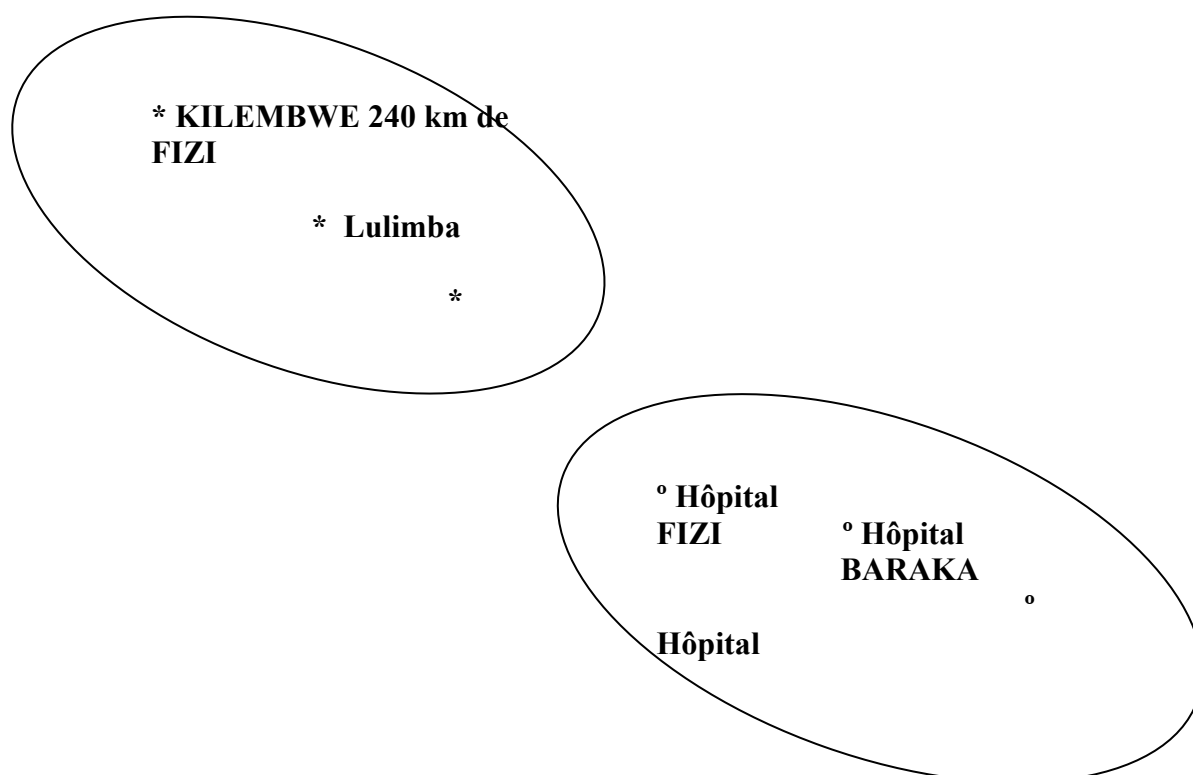 * KILEMBWE 240 km de
FIZI
* Lulimba
*
º Hôpital
FIZI
º Hôpital
BARAKA
º
Hôpital